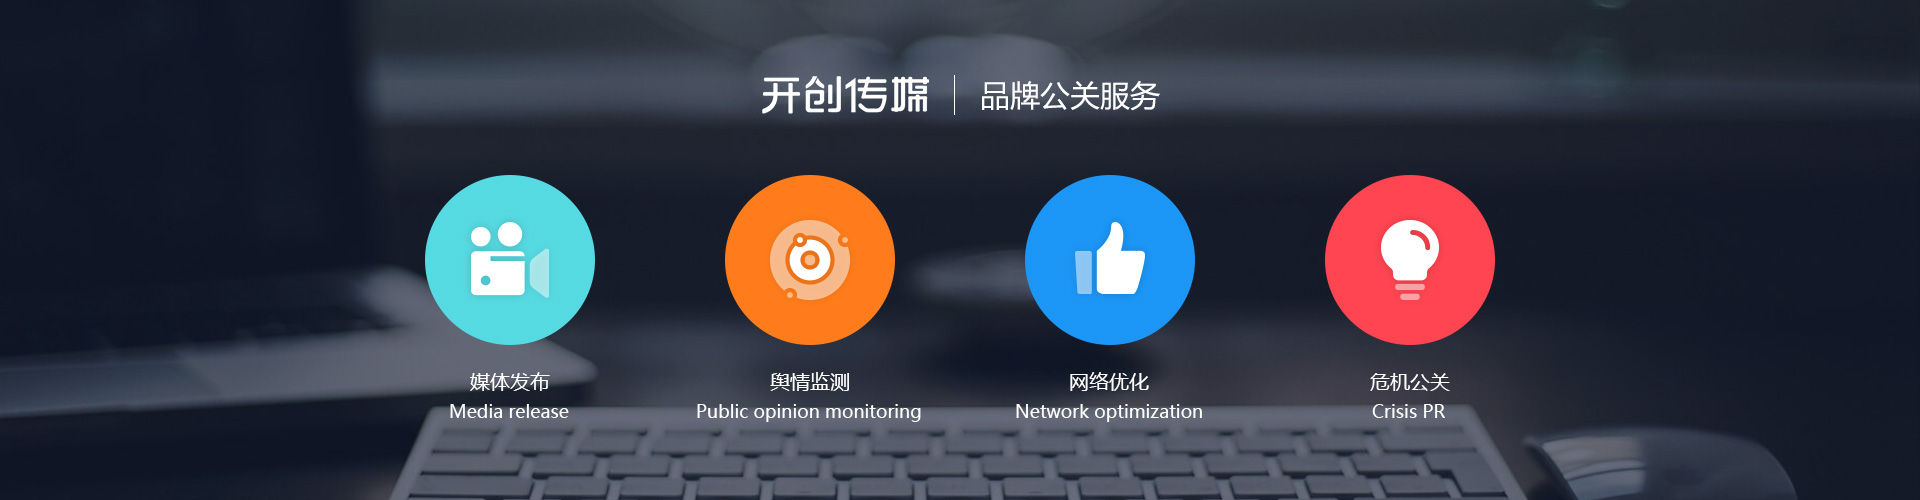 开创传媒 | 品牌公关服务
媒体发布
Media release
舆情监测
Public opinion monitoring
网络优化
Network optimization
危机公关
Crisis PR